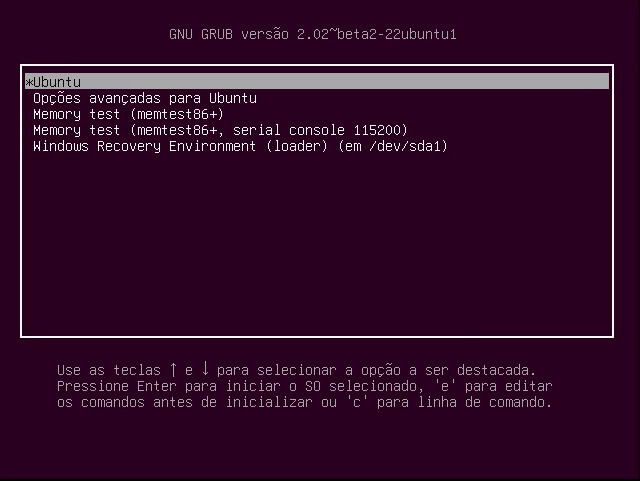 GNU GRUB versão 2.02~beta2-22ubuntu1
*Ubuntu
Opções avançadas para Ubuntu
Memory test (memtest86+)
Memory test (memtest86+, serial console 115200)
Windows Recovery Environment (loader) (em /dev/sda1)
Use as teclas ↑ e ↓ para selecionar a opção a ser destacada.
Pressione Enter para iniciar o SO selecionado, 'e' para editar
os comandos antes de inicializar ou 'c' para linha de comando.